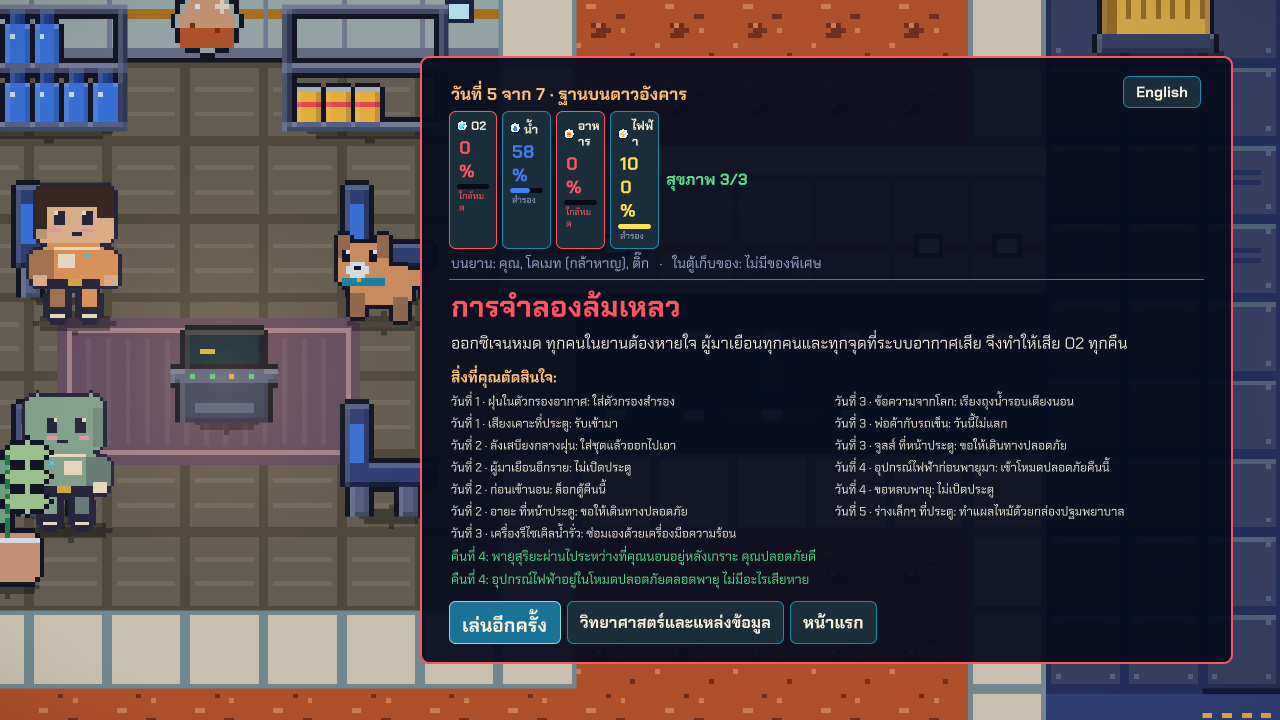 วันที่ 5 จาก 7 · ฐานบนดาวอังคาร
English
O2
0
%
ใกล้หม
ด
น้ำ
58
%
สำรอง
อาห
าร
0
%
ใกล้หม
ด
ไฟฟ้
า
10
0
%
สำรอง
สุขภาพ 3/3
บนยาน: คุณ, โคเมท (กล้าหาญ), ติ๊ก · ในตู้เก็บของ: ไม่มีของพิเศษ
การจำลองล้มเหลว
ออกซิเจนหมด ทุกคนในยานต้องหายใจ ผู้มาเยือนทุกคนและทุกจุดที่ระบบอากาศเสีย จึงทำให้เสีย O2 ทุกคืน
สิ่งที่คุณตัดสินใจ:
วันที่ 1 · ฝุ่นในตัวกรองอากาศ: ใส่ตัวกรองสำรอง
วันที่ 1 · เสียงเคาะที่ประตู: รับเข้ามา
วันที่ 2 · ลังเสบียงกลางฝุ่น: ใส่ชุดแล้วออกไปเอา
วันที่ 2 · ผู้มาเยือนอีกราย: ไม่เปิดประตู
วันที่ 2 · ก่อนเข้านอน: ล็อกตู้คืนนี้
วันที่ 2 · อายะ ที่หน้าประตู: ขอให้เดินทางปลอดภัย
วันที่ 3 · เครื่องรีไซเคิลน้ำรั่ว: ซ่อมเองด้วยเครื่องมือความร้อน
วันที่ 3 · ข้อความจากโลก: เรียงถุงน้ำรอบเตียงนอน
วันที่ 3 · พ่อค้ากับรถเข็น: วันนี้ไม่แลก
วันที่ 3 · จูลส์ ที่หน้าประตู: ขอให้เดินทางปลอดภัย
วันที่ 4 · อุปกรณ์ไฟฟ้าก่อนพายุมา: เข้าโหมดปลอดภัยคืนนี้
วันที่ 4 · ขอหลบพายุ: ไม่เปิดประตู
วันที่ 5 · ร่างเล็กๆ ที่ประตู: ทำแผลใหม่ด้วยกล่องปฐมพยาบาล
คืนที่ 4: พายุสุริยะผ่านไประหว่างที่คุณนอนอยู่หลังเกราะ คุณปลอดภัยดี
คืนที่ 4: อุปกรณ์ไฟฟ้าอยู่ในโหมดปลอดภัยตลอดพายุ ไม่มีอะไรเสียหาย
เล่นอีกครั้ง
วิทยาศาสตร์และแหล่งข้อมูล
หน้าแรก